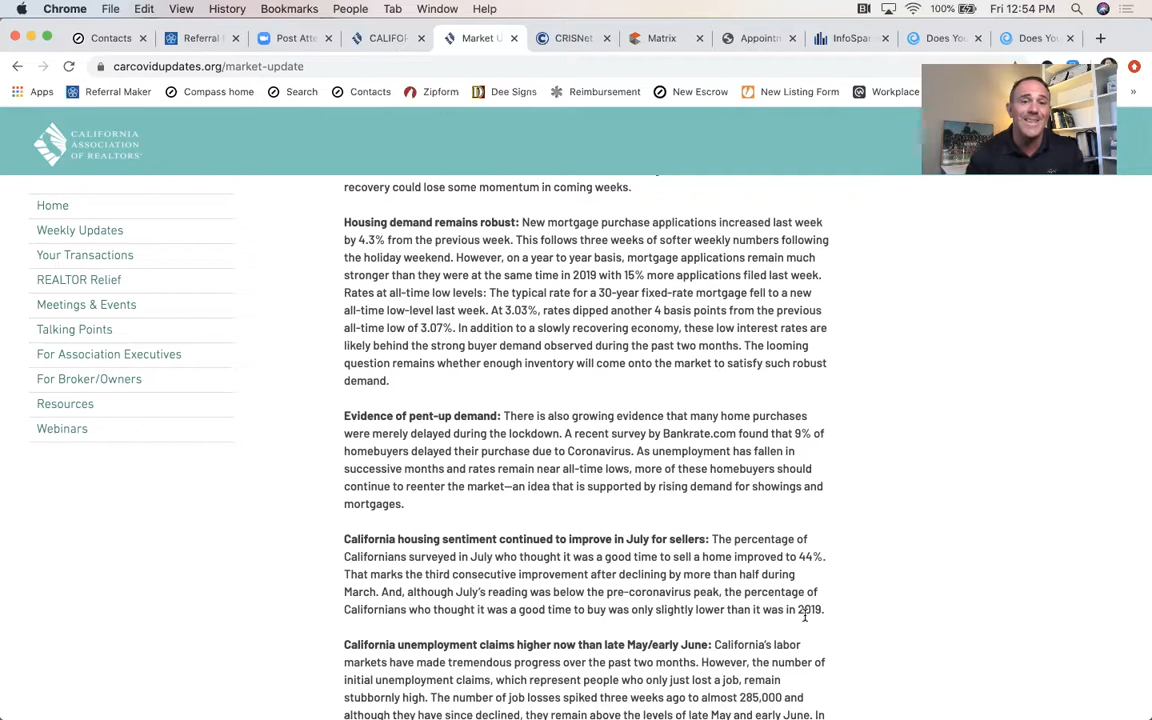 Chrome File Edit View History Bookmarks People Tab Window Help 100% Fri 12:54 PM
Contacts Referral Post Atte CALIFOR Market U CRISNet Matrix Appointm InfoSpar Does You Does You
carcovidupdates.org/market-update
Apps Referral Maker Compass home Search Contacts Zipform Dee Signs Reimbursement New Escrow New Listing Form Workplace »
CALIFORNIA
ASSOCIATION
OF REALTORS
Home
Weekly Updates
Your Transactions
REALTOR Relief
Meetings & Events
Talking Points
For Association Executives
For Broker/Owners
Resources
Webinars
recovery could lose some momentum in coming weeks.
Housing demand remains robust: New mortgage purchase applications increased last week
by 4.3% from the previous week. This follows three weeks of softer weekly numbers following
the holiday weekend. However, on a year to year basis, mortgage applications remain much
stronger than they were at the same time in 2019 with 15% more applications filed last week.
Rates at all-time low levels: The typical rate for a 30-year fixed-rate mortgage fell to a new
all-time low-level last week. At 3.03%, rates dipped another 4 basis points from the previous
all-time low of 3.07%. In addition to a slowly recovering economy, these low interest rates are
likely behind the strong buyer demand observed during the past two months. The looming
question remains whether enough inventory will come onto the market to satisfy such robust
demand.
Evidence of pent-up demand: There is also growing evidence that many home purchases
were merely delayed during the lockdown. A recent survey by Bankrate.com found that 9% of
homebuyers delayed their purchase due to Coronavirus. As unemployment has fallen in
successive months and rates remain near all-time lows, more of these homebuyers should
continue to reenter the market—an idea that is supported by rising demand for showings and
mortgages.
California housing sentiment continued to improve in July for sellers: The percentage of
Californians surveyed in July who thought it was a good time to sell a home improved to 44%.
That marks the third consecutive improvement after declining by more than half during
March. And, although July's reading was below the pre-coronavirus peak, the percentage of
Californians who thought it was a good time to buy was only slightly lower than it was in 2019.
California unemployment claims higher now than late May/early June: California's labor
markets have made tremendous progress over the past two months. However, the number of
initial unemployment claims, which represent people who only just lost a job, remain
stubbornly high. The number of job losses spiked three weeks ago to almost 285,000 and
although they have since declined, they remain above the levels of late May and early June. In